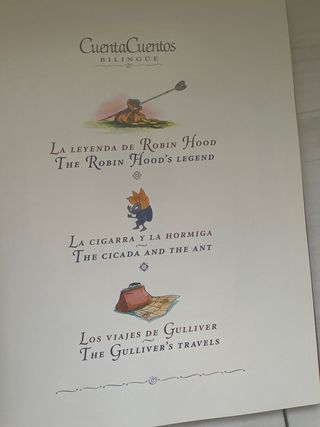 CuentaCuentos
BILINGÜE
La leyenda de Robin Hood
The Robin Hood's legend
La cigarra y la hormiga
The cicada and the ant
Los viajes de Gulliver
The Gulliver's travels